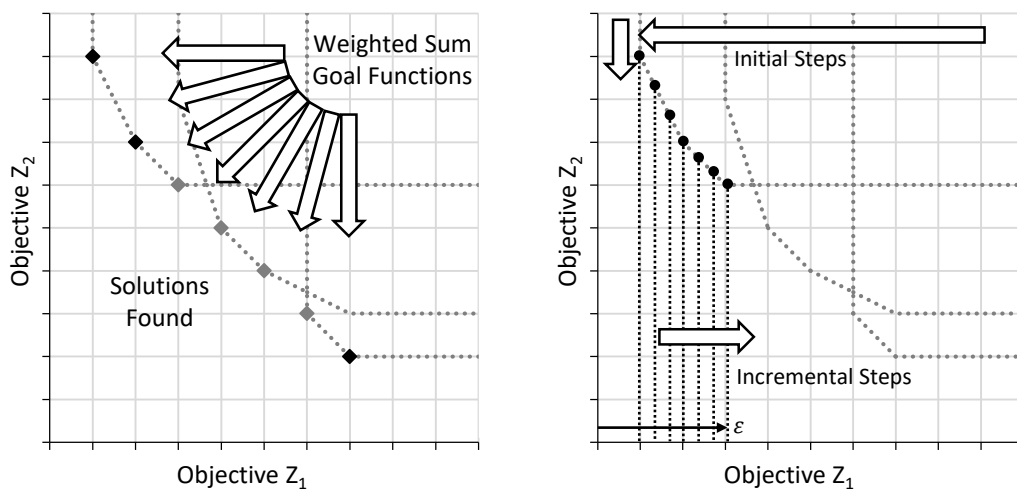 Weighted Sum
Goal Functions
Solutions
Found
Objective Z2
Objective Z1
Initial Steps
Incremental Steps
ε
Objective Z2
Objective Z1